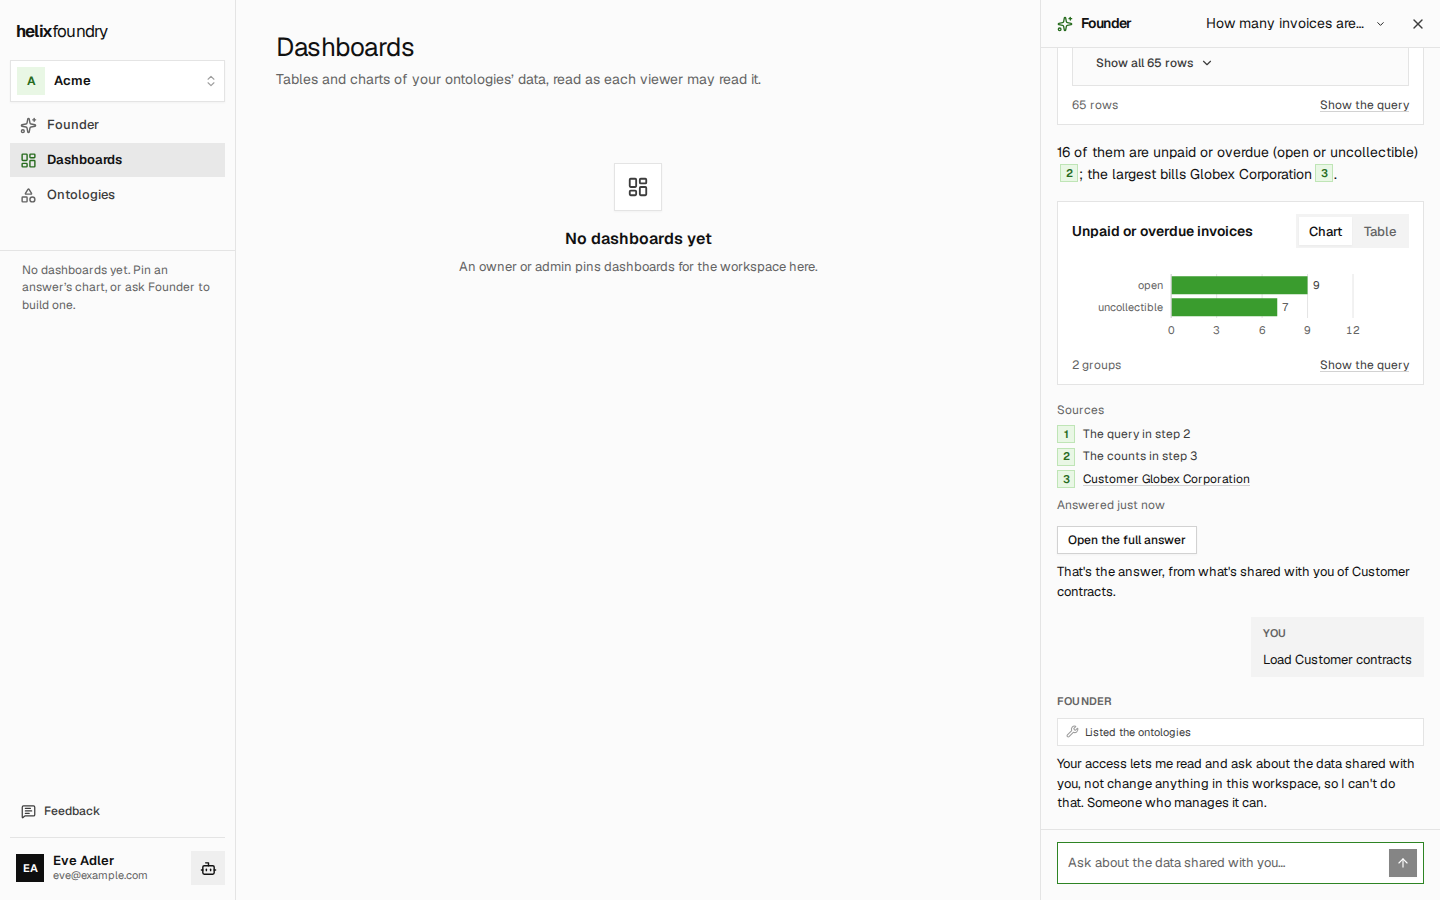 helixfoundry
A
Acme
Founder
Dashboards
Ontologies
No dashboards yet. Pin an
answer's chart, or ask Founder to
build one.
Feedback
EA
Eve Adler
eve@example.com
Dashboards
Tables and charts of your ontologies' data, read as each viewer may read it.
No dashboards yet
An owner or admin pins dashboards for the workspace here.
Founder
How many invoices are...
Show all 65 rows
65 rows
Show the query
16 of them are unpaid or overdue (open or uncollectible)
2 ; the largest bills Globex Corporation 3 .
Unpaid or overdue invoices
Chart
Table
open
9
uncollectible
7
0 3 6 9 12
2 groups
Show the query
Sources
1 The query in step 2
2 The counts in step 3
3 Customer Globex Corporation
Answered just now
Open the full answer
That's the answer, from what's shared with you of Customer
contracts.
YOU
Load Customer contracts
FOUNDER
Listed the ontologies
Your access lets me read and ask about the data shared with
you, not change anything in this workspace, so I can't do
that. Someone who manages it can.
Ask about the data shared with you...